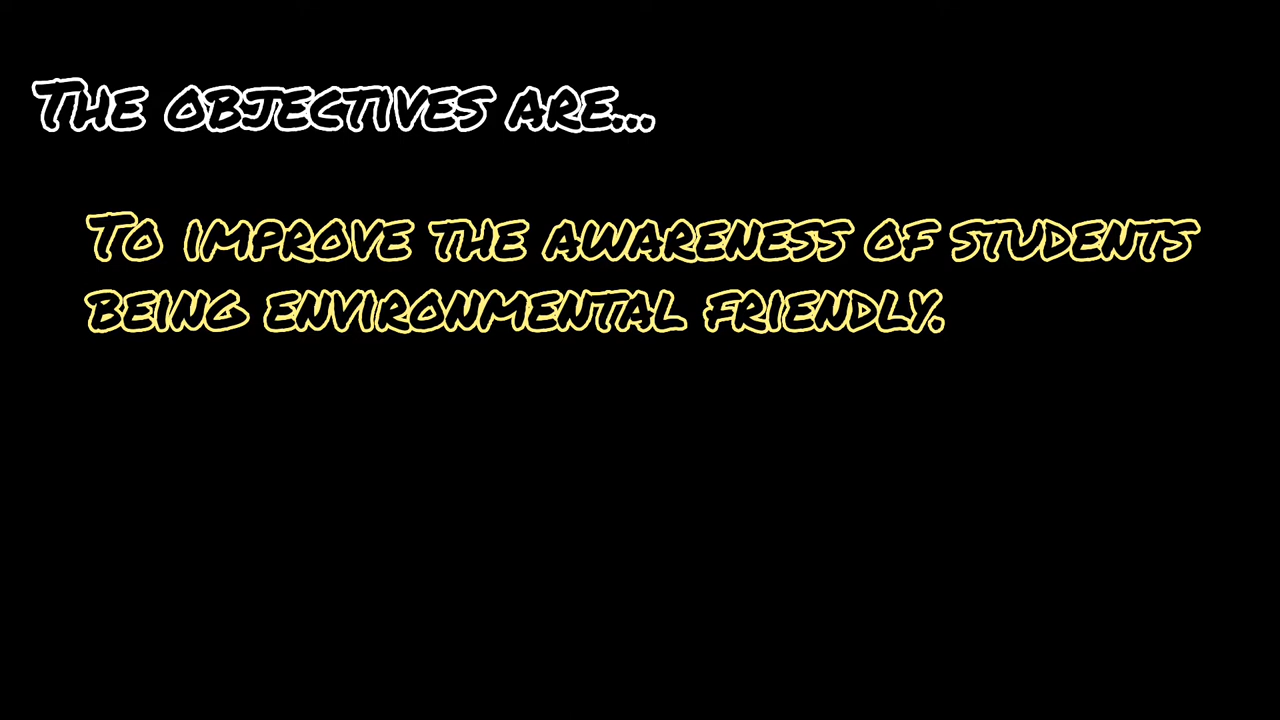 The objectives are...
To improve the awareness of students
being environmental friendly.